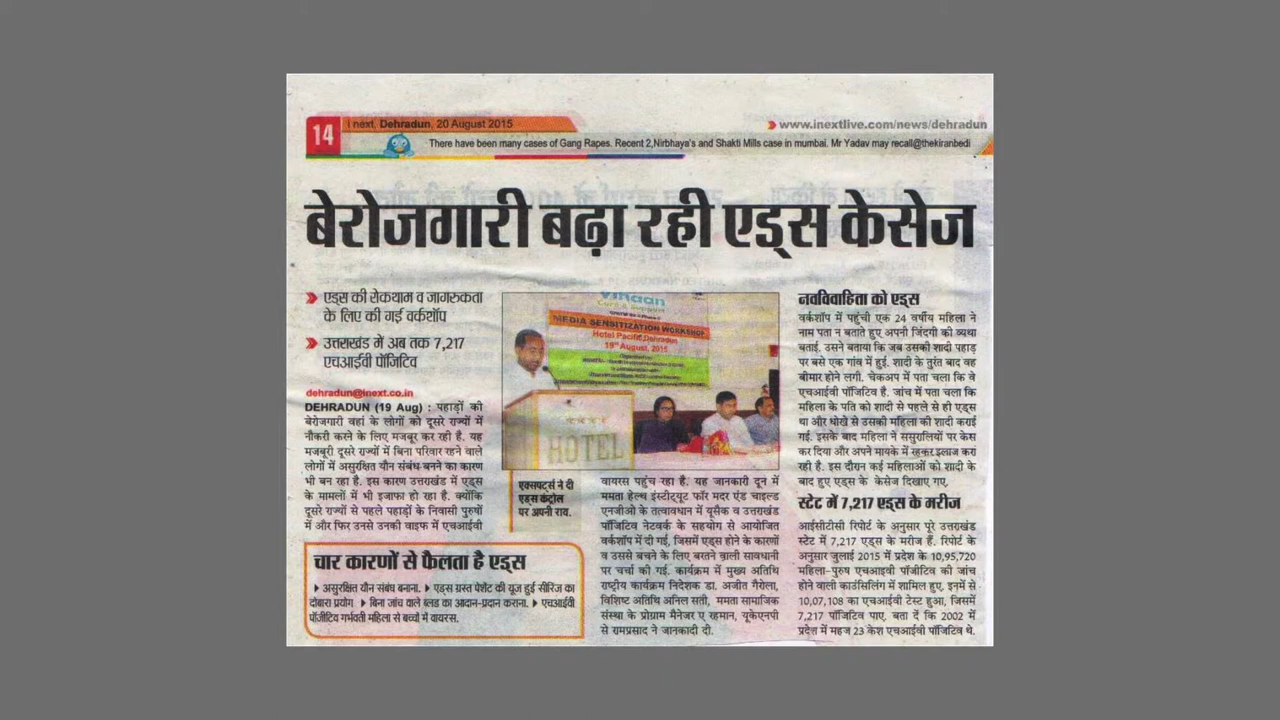 14
i next, Dehradun, 20 August 2015
www.inextlive.com/news/dehradun
There have been many cases of Gang Rapes. Recent 2,Nirbhaya's and Shakti Mills case in mumbai. Mr Yadav may recall@thekiranbedi
बेरोजगारी बढ़ा रही एड्स केसेज
एड्स की रोकथाम व जागरुकता
के लिए की गई वर्कशॉप
उत्तराखंड में अब तक 7,217
एचआईवी पॉजिटिव
dehradun@inext.co.in
DEHRADUN (19 Aug) : पहाड़ों की
बेरोजगारी वहां के लोगों को दूसरे राज्यों में
नौकरी करने के लिए मजबूर कर रही है. यह
मजबूरी दूसरे राज्यों में बिना परिवार रहने वाले
लोगों में असुरक्षित यौन संबंध बनने का कारण
भी बन रहा है. इस कारण उत्तराखंड में एड्स
के मामलों में भी इजाफा हो रहा है. क्योंकि
दूसरे राज्यों से पहले पहाड़ों के निवासी पुरुषों
में और फिर उनसे उनकी वाइफ में एचआईवी
vihaan
Care & Support
MEDIA SENSITIZATION WORKSHOP
Hotel Pacific,Dehradun
19th August, 2015
HOTEL
एक्सपर्ट्स ने दी
एड्स कंट्रोल
पर अपनी राय.
वायरस पहुंच रहा है. यह जानकारी दून में
ममता हेल्थ इंस्टीट्यूट फॉर मदर एंड चाइल्ड
एनजीओ के तत्वावधान में यूसैक व उत्तराखंड
पॉजिटिव नेटवर्क के सहयोग से आयोजित
वर्कशॉप में दी गई, जिसमें एड्स होने के कारणों
व उससे बचने के लिए बरतने वाली सावधानी
पर चर्चा की गई. कार्यक्रम में मुख्य अतिथि
राष्ट्रीय कार्यक्रम निदेशक डा. अजीत गैरोला,
विशिष्ट अतिथि अनिल सती, ममता सामाजिक
संस्था के प्रोग्राम मैनेजर ए रहमान, यूकेएनपी
से रामप्रसाद ने जानकादी दी.
चार कारणों से फैलता है एड्स
असुरक्षित यौन संबंध बनाना. एड्स ग्रस्त पेशेंट की यूज हुई सीरिंज का
दोबारा प्रयोग बिना जांच वाले ब्लड का आदान-प्रदान कराना. एचआईवी
पॉजीटिव गर्भवती महिला से बच्चों में वायरस.
नवविवाहिता को एड्स
वर्कशॉप में पहुंची एक 24 वर्षीय महिला ने
नाम पता न बताते हुए अपनी जिंदगी की व्यथा
बताई. उसने बताया कि जब उसकी शादी पहाड़
पर बसे एक गांव में हुई. शादी के तुरंत बाद वह
बीमार होने लगी. चेकअप में पता चला कि वे
एचआईवी पॉजिटिव है. जांच में पता चला कि
महिला के पति को शादी से पहले से ही एड्स
था और धोखे से उसकी महिला की शादी कराई
गई. इसके बाद महिला ने ससुरालियों पर केस
कर दिया और अपने मायके में रहकर इलाज करा
रही है. इस दौरान कई महिलाओं को शादी के
बाद हुए एड्स के केसेज दिखाए गए.
स्टेट में 7,217 एड्स के मरीज
आईसीटीसी रिपोर्ट के अनुसार पूरे उत्तराखंड
स्टेट में 7,217 एड्स के मरीज हैं. रिपोर्ट के
अनुसार जुलाई 2015 में प्रदेश के 10,95,720
महिला-पुरुष एचआईवी पॉजीटिव की जांच
होने वाली काउंसिलिंग में शामिल हुए. इनमें से
10,07,108 का एचआईवी टेस्ट हुआ, जिसमें
7,217 पॉजिटिव पाए. बता दें कि 2002 में
प्रदेश में महज 23 केश एचआईवी पॉजिटिव थे.